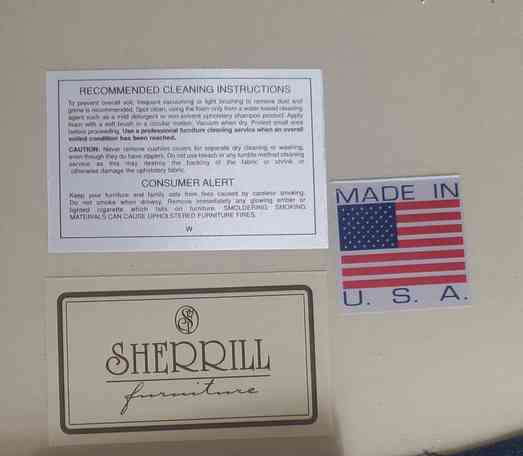 RECOMMENDED CLEANING INSTRUCTIONS
To prevent overall soil, frequent vacuuming or light brushing to remove dust and
grime is recommended. Spot clean, using the foam only from a water-based cleaning
agent such as a mild detergent or non-solvent upholstery shampoo product. Apply
foam with a soft brush in a circular motion. Vacuum when dry. Pretest small area
before proceeding. Use a professional furniture cleaning service when an overall
soiled condition has been reached.
CAUTION: Never remove cushion covers for separate dry cleaning or washing,
even though they do have zippers. Do not use bleach or any tumble method cleaning
service as this may destroy the backing of the fabric or shrink or
otherwise damage the upholstery fabric.
CONSUMER ALERT
Keep your furniture and family safe from fires caused by careless smoking.
Do not smoke when drowsy. Remove immediately any glowing ember or
lighted cigarette which falls on furniture. SMOLDERING SMOKING
MATERIALS CAN CAUSE UPHOLSTERED FURNITURE FIRES.
W
MADE IN
U. S. A.
SHERRILL
furniture